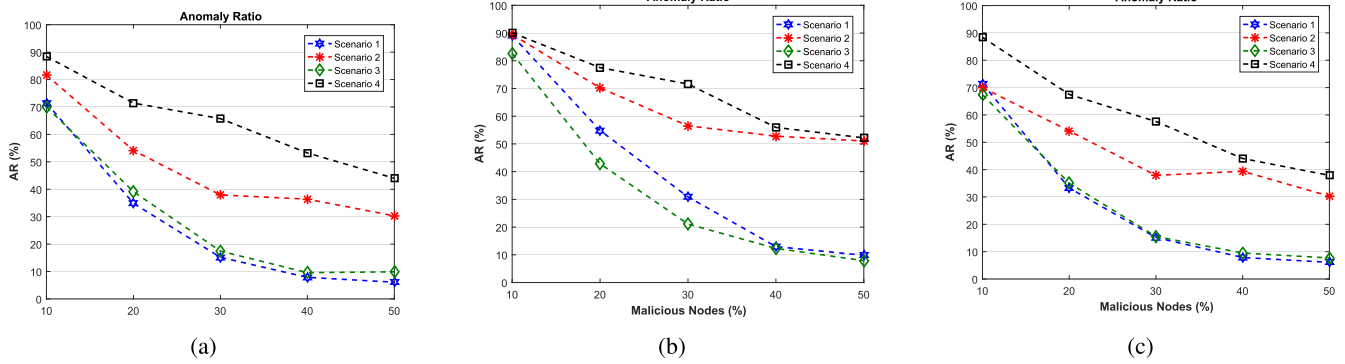 Anomaly Ratio
100
90
80
70
60
50
40
30
20
10
0
AR (%)
10 20 30 40 50
Scenario 1
Scenario 2
Scenario 3
Scenario 4
(a)
Anomaly Ratio
100
90
80
70
60
50
40
30
20
10
0
AR (%)
10 20 30 40 50
Malicious Nodes (%)
Scenario 1
Scenario 2
Scenario 3
Scenario 4
(b)
Anomaly Ratio
100
90
80
70
60
50
40
30
20
10
0
AR (%)
10 20 30 40 50
Malicious Nodes (%)
Scenario 1
Scenario 2
Scenario 3
Scenario 4
(c)